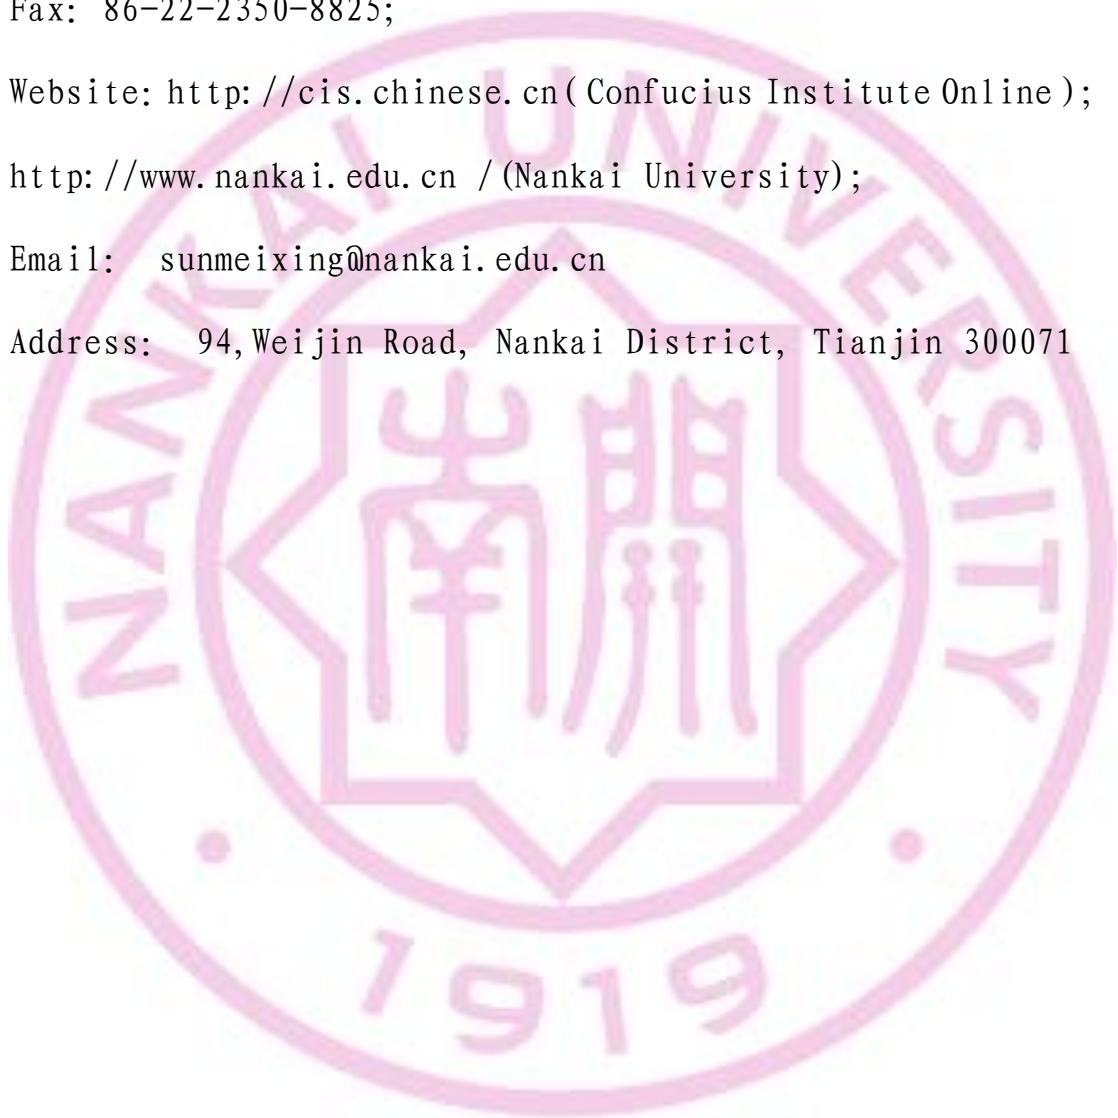 Fax: 86-22-2350-8825;
Website: http://cis.chinese.cn( Confucius Institute Online );
http://www.nankai.edu.cn /(Nankai University);
Email: sunmeixing@nankai.edu.cn
Address: 94,Weijin Road, Nankai District, Tianjin 300071
NANKAI UNIVERSITY
南開
1919